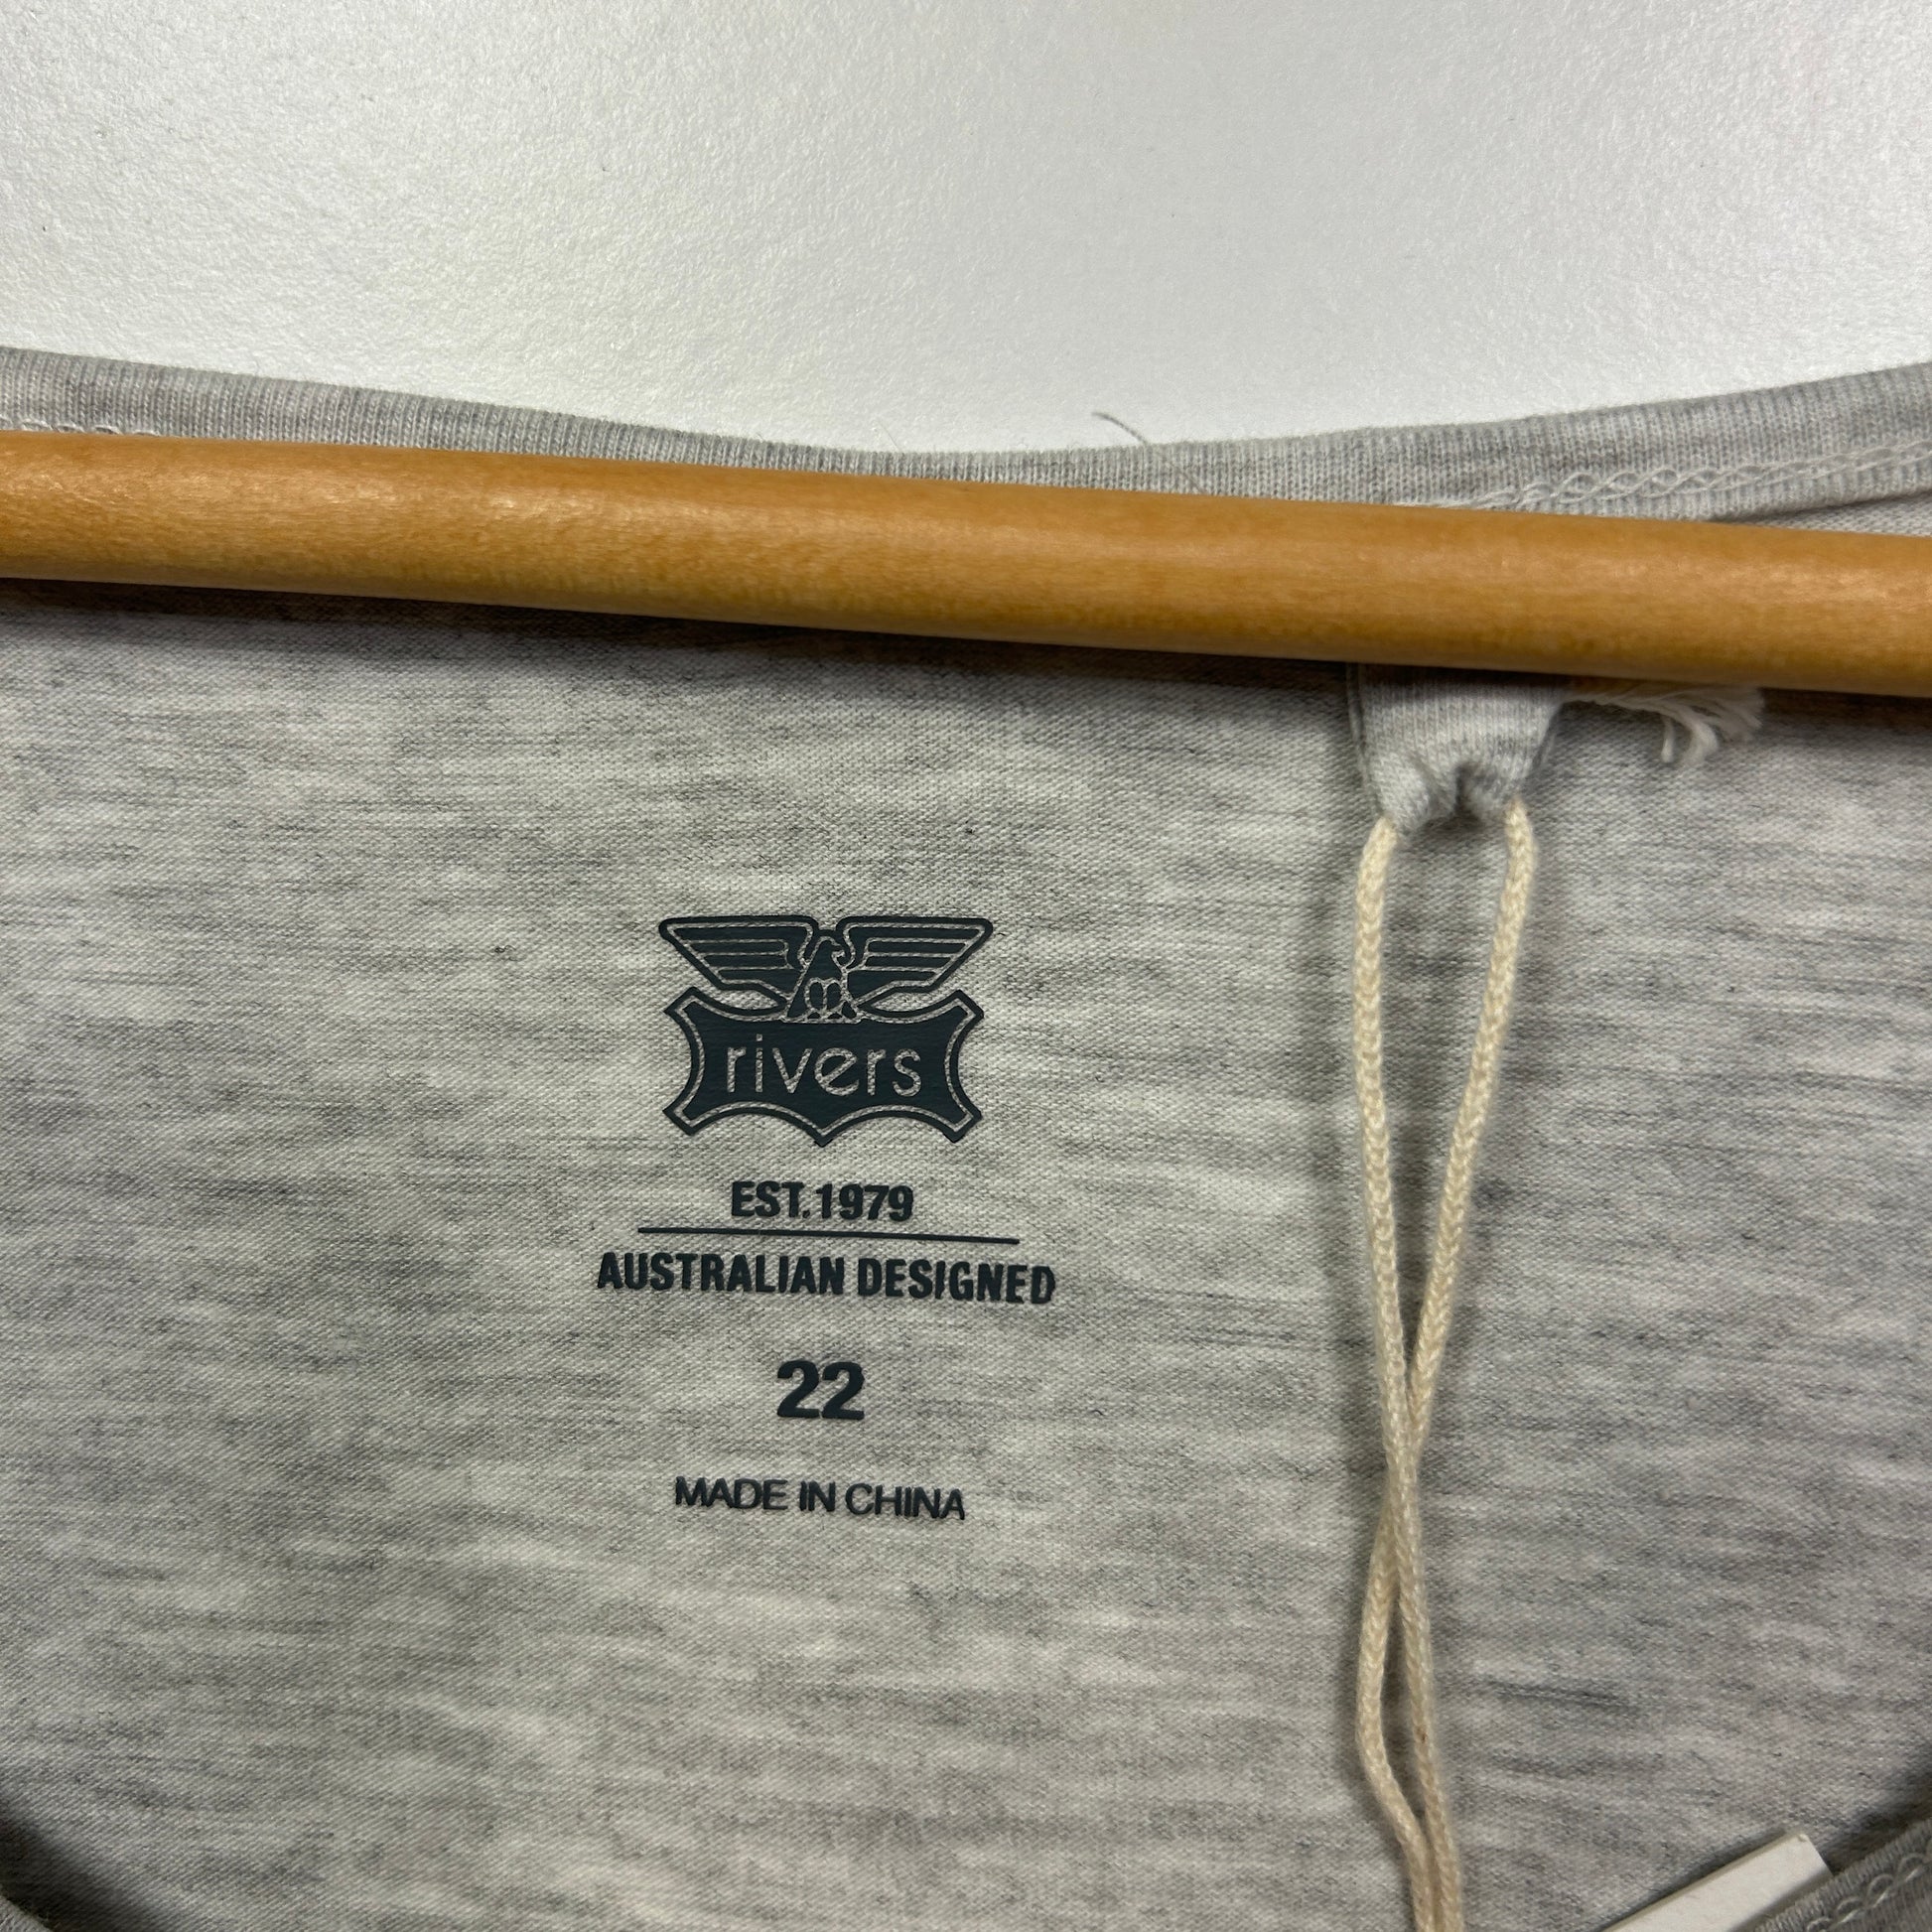 rivers
EST.1979
AUSTRALIAN DESIGNED
22
MADE IN CHINA